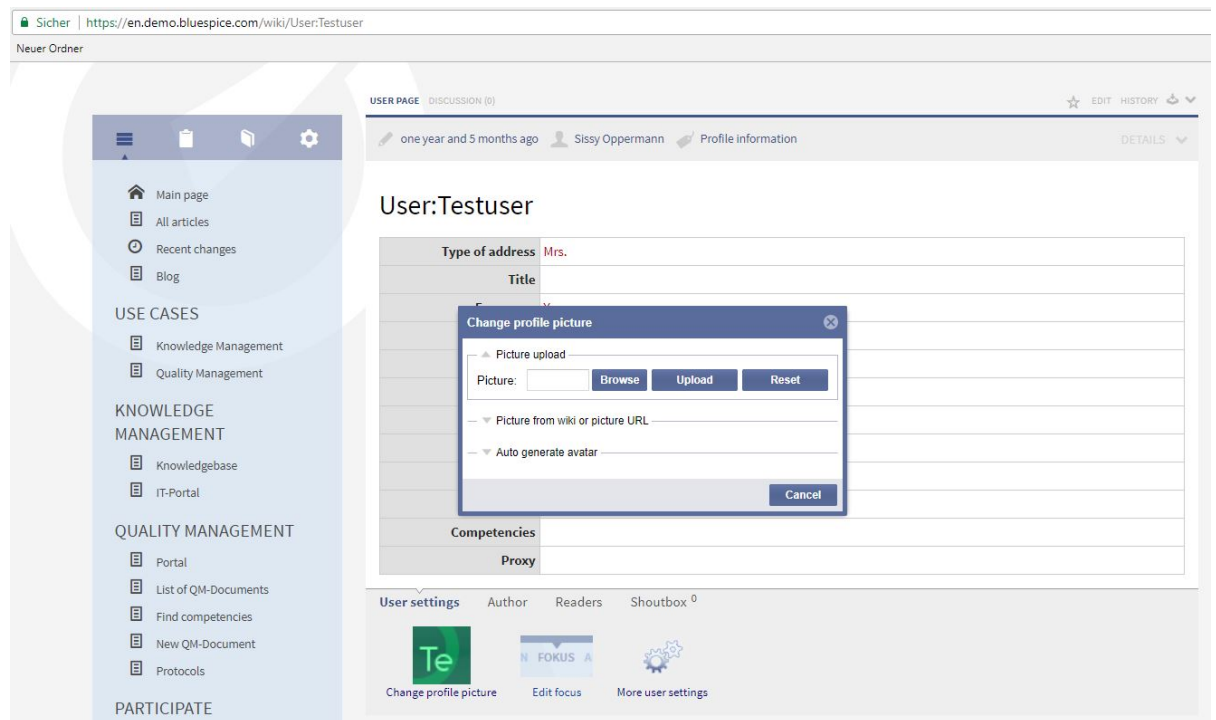 Sicher | https://en.demo.bluespice.com/wiki/User:Testuser
Neuer Ordner
USER PAGE DISCUSSION (0) EDIT HISTORY
one year and 5 months ago Sissy Oppermann Profile information DETAILS
Main page
All articles
Recent changes
Blog
USE CASES
Knowledge Management
Quality Management
KNOWLEDGE
MANAGEMENT
Knowledgebase
IT-Portal
QUALITY MANAGEMENT
Portal
List of QM-Documents
Find competencies
New QM-Document
Protocols
PARTICIPATE
User:Testuser
Type of address Mrs.
Title
Change profile picture
Picture upload
Picture: Browse Upload Reset
Picture from wiki or picture URL
Auto generate avatar
Cancel
Competencies
Proxy
User settings Author Readers Shoutbox 0
Te N FOKUS A
Change profile picture Edit focus More user settings